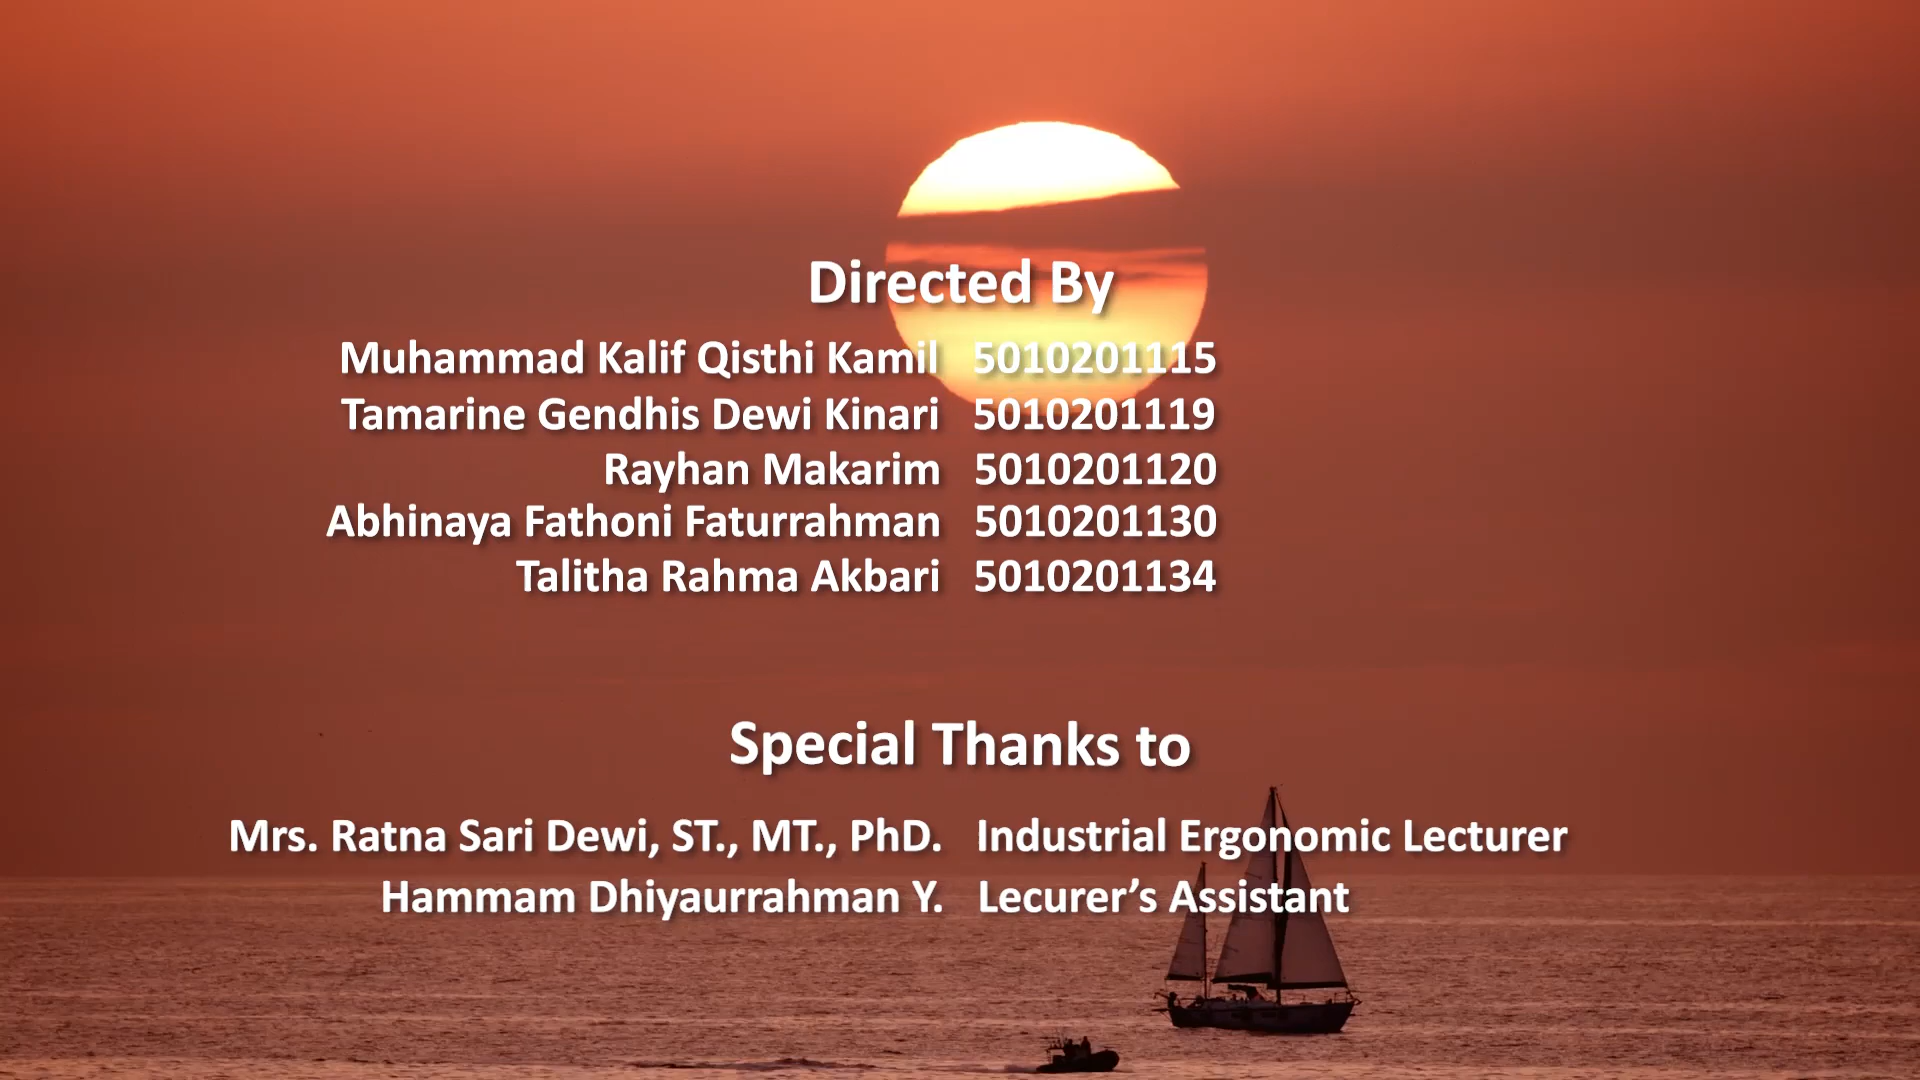 Directed By
Muhammad Kalif Qisthi Kamil 5010201115
Tamarine Gendhis Dewi Kinari 5010201119
Rayhan Makarim 5010201120
Abhinaya Fathoni Faturrahman 5010201130
Talitha Rahma Akbari 5010201134
Special Thanks to
Mrs. Ratna Sari Dewi, ST., MT., PhD. Industrial Ergonomic Lecturer
Hammam Dhiyaurrahman Y. Lecurer’s Assistant